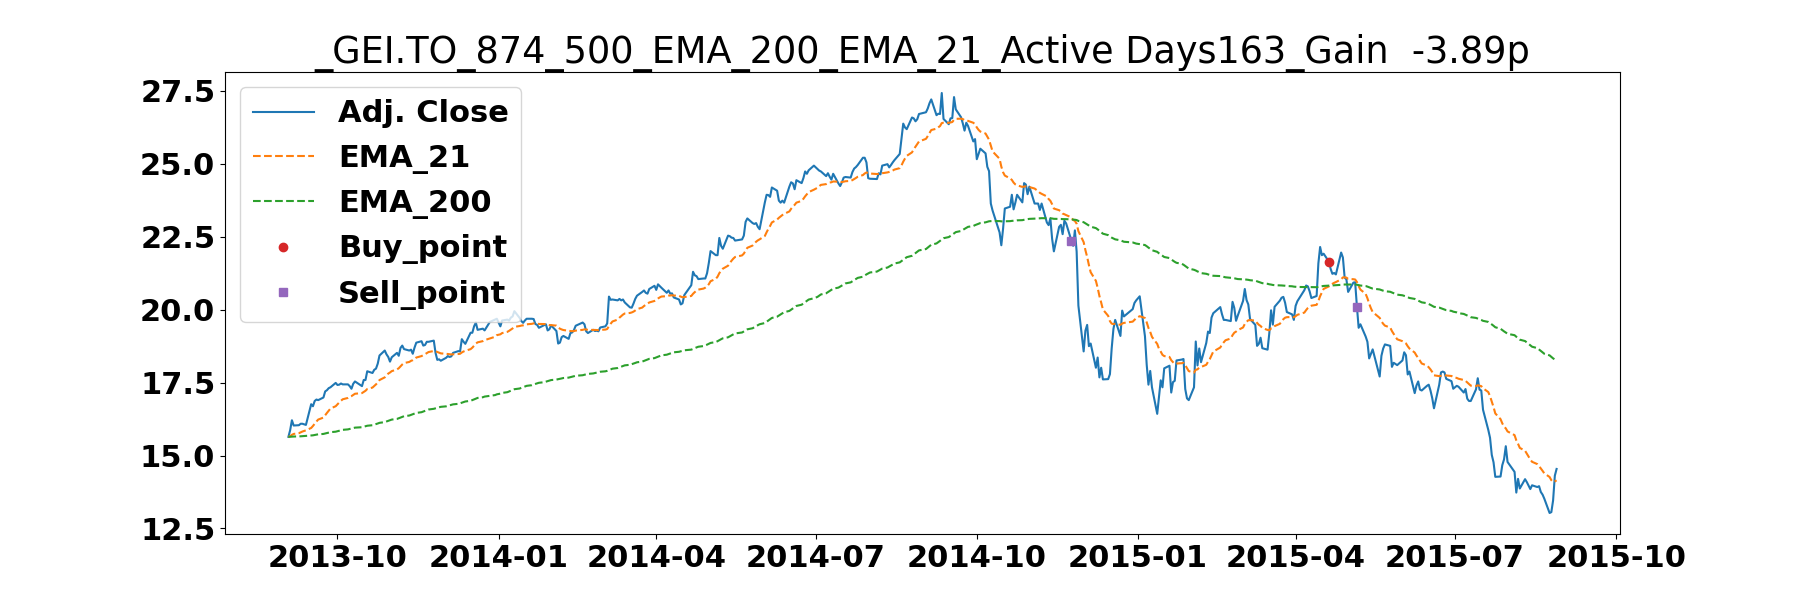 _GEI.TO_874_500_EMA_200_EMA_21_Active Days163_Gain  -3.89p
27.5
25.0
22.5
20.0
17.5
15.0
12.5
Adj. Close
EMA_21
EMA_200
Buy_point
Sell_point
2013-10 2014-01 2014-04 2014-07 2014-10 2015-01 2015-04 2015-07 2015-10